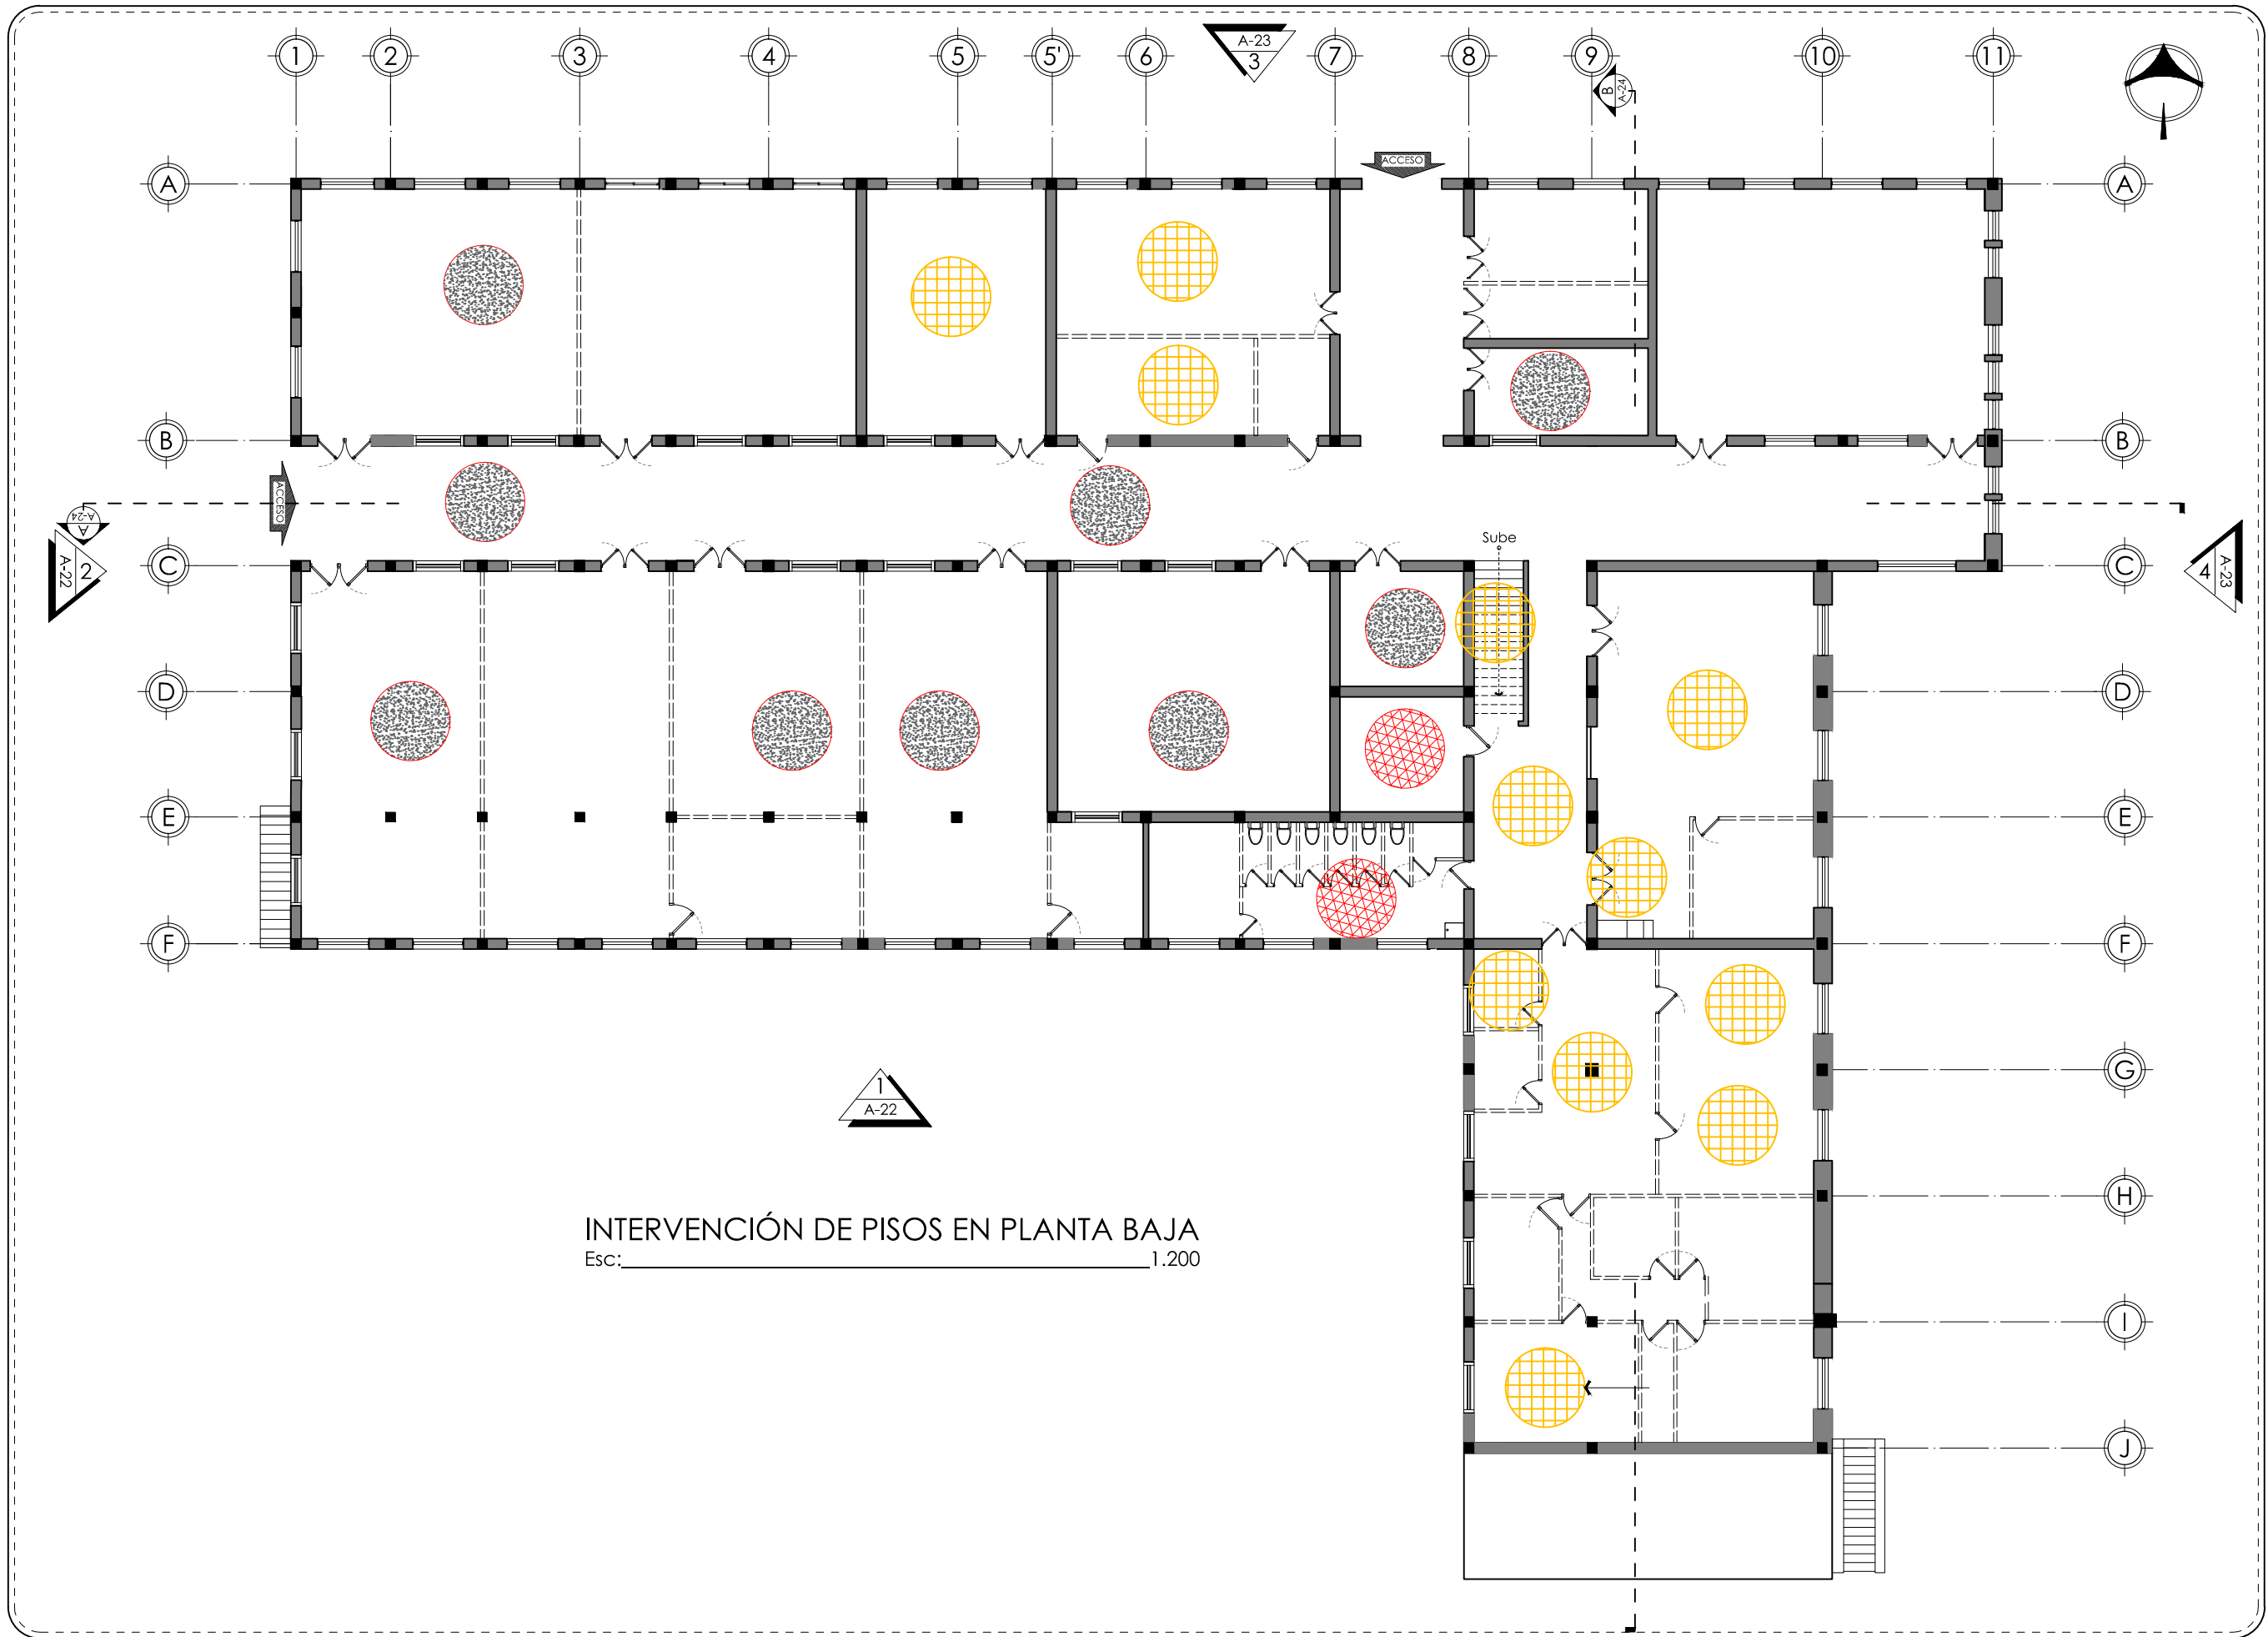 1 2 3 4 5 5' 6 7 8 9 10 11
A-23
3
B
A-24
A A
ACCESO
B B
ACCESO
A
A-24
Sube
C C
2
A-22
4
A-23
D D
E E
F F
G
1
A-22
H
INTERVENCIÓN DE PISOS EN PLANTA BAJA
Esc: 1.200
I
J